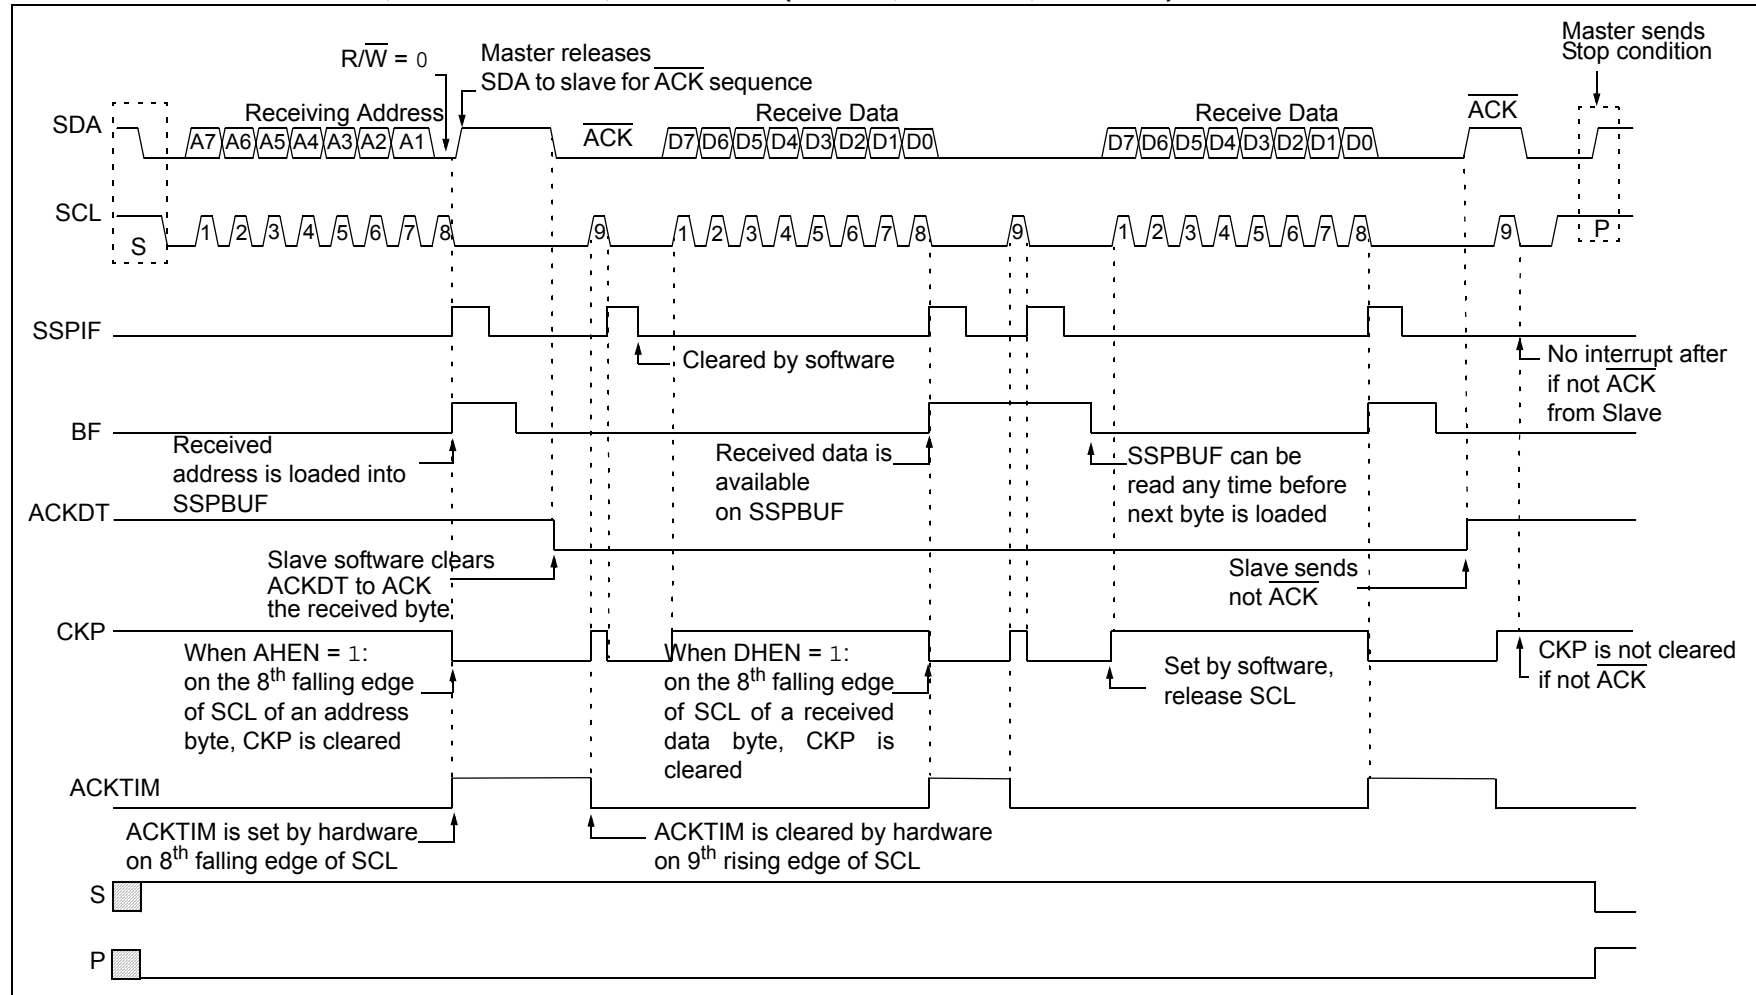 Master sends
Stop condition
R/W = 0
Master releases
SDA to slave for ACK sequence
SDA
Receiving Address
A7 A6 A5 A4 A3 A2 A1
ACK
Receive Data
D7 D6 D5 D4 D3 D2 D1 D0
Receive Data
D7 D6 D5 D4 D3 D2 D1 D0
ACK
SCL
S
1 2 3 4 5 6 7 8 9 1 2 3 4 5 6 7 8 9 1 2 3 4 5 6 7 8 9
P
SSPIF
Cleared by software
No interrupt after
if not ACK
from Slave
BF
Received
address is loaded into
SSPBUF
Received data is
available
on SSPBUF
SSPBUF can be
read any time before
next byte is loaded
ACKDT
Slave software clears
ACKDT to ACK
the received byte
Slave sends
not ACK
CKP
When AHEN = 1:
on the 8th falling edge
of SCL of an address
byte, CKP is cleared
When DHEN = 1:
on the 8th falling edge
of SCL of a received
data byte, CKP is
cleared
Set by software,
release SCL
CKP is not cleared
if not ACK
ACKTIM
ACKTIM is set by hardware
on 8th falling edge of SCL
ACKTIM is cleared by hardware
on 9th rising edge of SCL
S
P